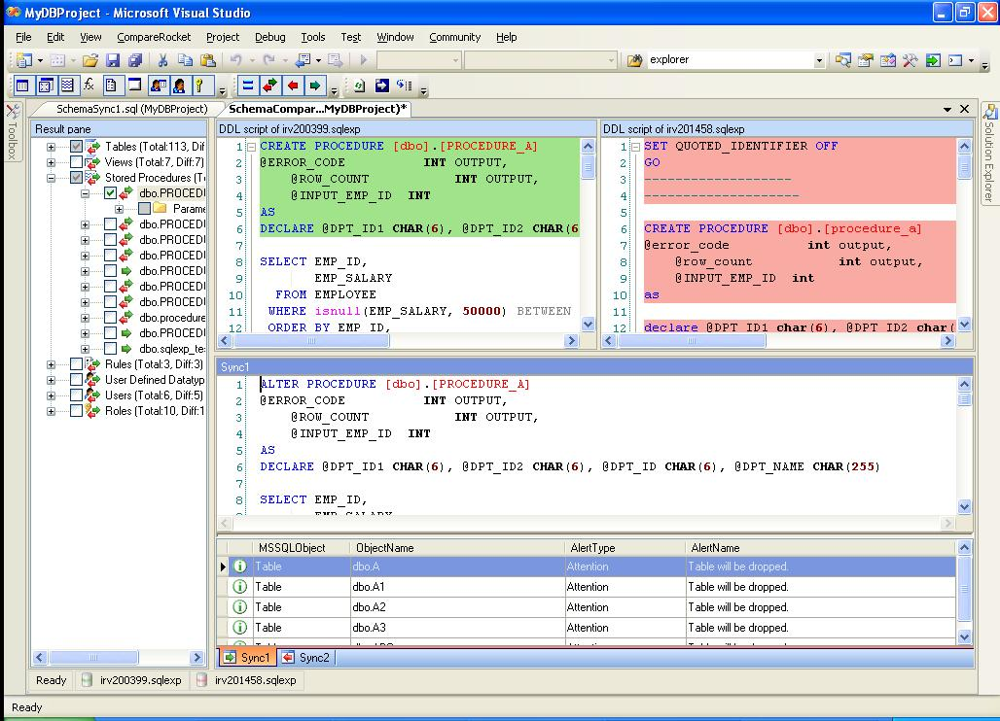 MyDBProject - Microsoft Visual Studio
File Edit View CompareRocket Project Debug Tools Test Window Community Help
explorer
Toolbox
SchemaSync1.sql (MyDBProject)
SchemaCompar...MyDBProject)*
Solution Explorer
Result pane
Tables (Total:113, Dif
Views (Total:7, Diff:7)
Stored Procedures (T
dbo.PROCED
Parame
dbo.PROCED
dbo.PROCED
dbo.PROCED
dbo.PROCED
dbo.PROCED
dbo.PROCED
dbo.procedure
dbo.PROCED
dbo.sqlexp_te
Rules (Total:3, Diff:3)
User Defined Datatyp
Users (Total:6, Diff:5)
Roles (Total:10, Diff:1
DDL script of irv200399.sqlexp
1 CREATE PROCEDURE [dbo].[PROCEDURE_A]
2 @ERROR_CODE INT OUTPUT,
3 @ROW_COUNT INT OUTPUT,
4 @INPUT_EMP_ID INT
5 AS
6 DECLARE @DPT_ID1 CHAR(6), @DPT_ID2 CHAR(6
7
8 SELECT EMP_ID,
9 EMP_SALARY
10 FROM EMPLOYEE
11 WHERE isnull(EMP_SALARY, 50000) BETWEEN
12 ORDER BY EMP_ID,
DDL script of irv201458.sqlexp
1 SET QUOTED_IDENTIFIER OFF
2 GO
3 -------------------
4 --------------------
5
6 CREATE PROCEDURE [dbo].[procedure_a]
7 @error_code int output,
8 @row_count int output,
9 @INPUT_EMP_ID int
10 as
11
12 declare @DPT_ID1 char(6), @DPT_ID2 char(
Sync1
1 ALTER PROCEDURE [dbo].[PROCEDURE_A]
2 @ERROR_CODE INT OUTPUT,
3 @ROW_COUNT INT OUTPUT,
4 @INPUT_EMP_ID INT
5 AS
6 DECLARE @DPT_ID1 CHAR(6), @DPT_ID2 CHAR(6), @DPT_ID CHAR(6), @DPT_NAME CHAR(255)
7
8 SELECT EMP_ID,
EMP_SALARY
MSSQLObject ObjectName AlertType AlertName
Table dbo.A Attention Table will be dropped.
Table dbo.A1 Attention Table will be dropped.
Table dbo.A2 Attention Table will be dropped.
Table dbo.A3 Attention Table will be dropped.
Sync1 Sync2
Ready irv200399.sqlexp irv201458.sqlexp
Ready